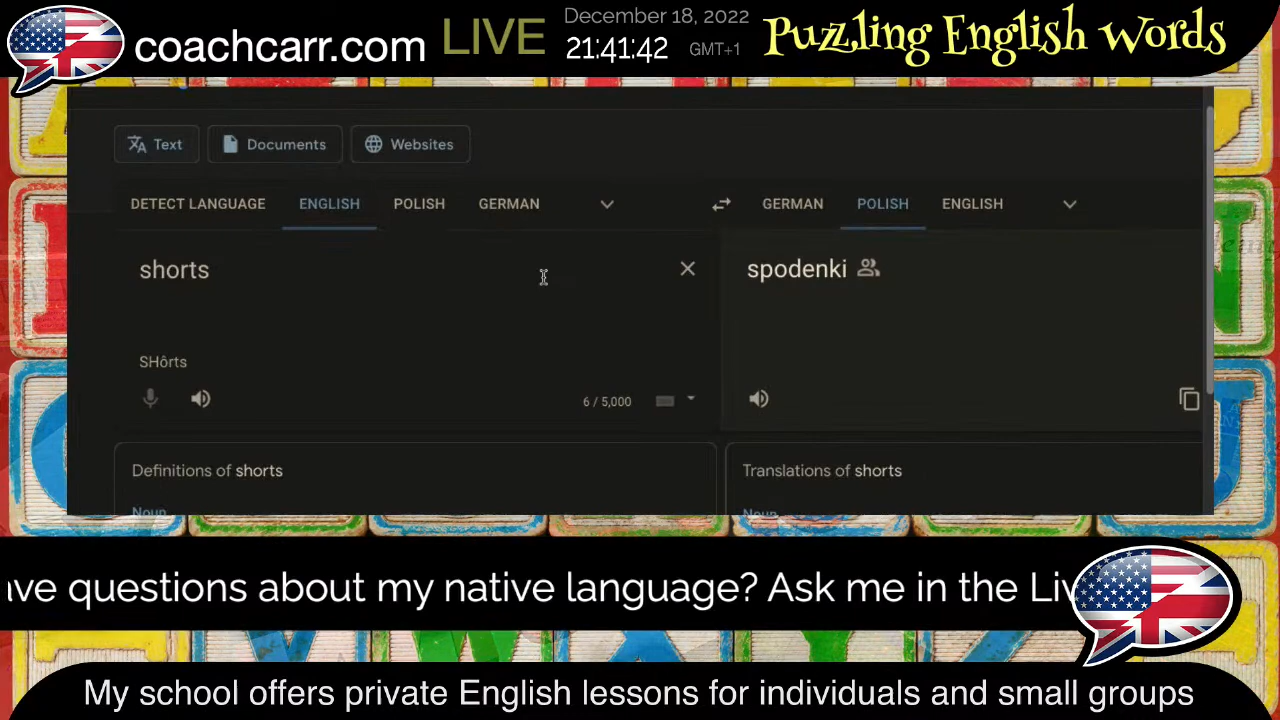 coachcarr.com
LIVE
December 18, 2022
21:41:42 GMT+1
Puzzling English Words
Text Documents Websites
DETECT LANGUAGE ENGLISH POLISH GERMAN
GERMAN POLISH ENGLISH
shorts
spodenki
SHôrts
6 / 5,000
Definitions of shorts
Translations of shorts
Noun
Noun
ave questions about my native language? Ask me in the Liv
My school offers private English lessons for individuals and small groups